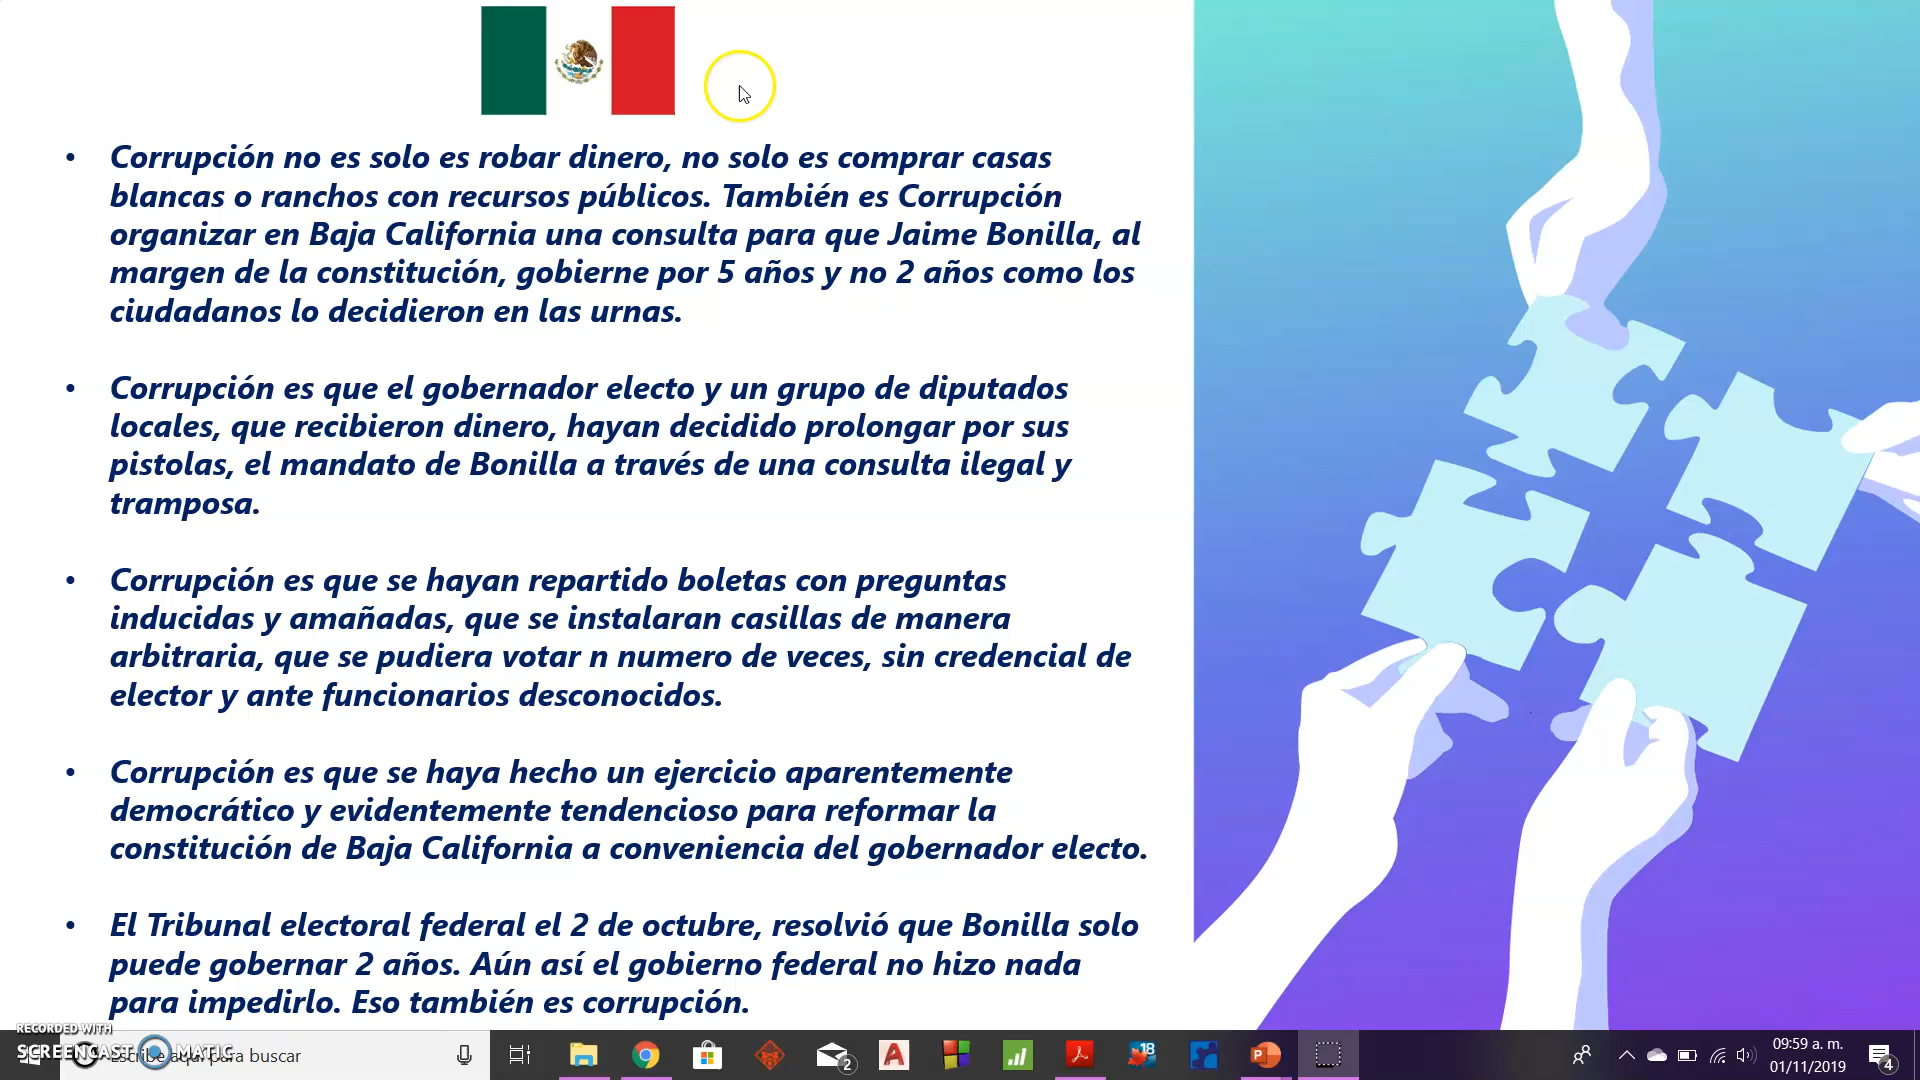 • Corrupción no es solo es robar dinero, no solo es comprar casas
blancas o ranchos con recursos públicos. También es Corrupción
organizar en Baja California una consulta para que Jaime Bonilla, al
margen de la constitución, gobierne por 5 años y no 2 años como los
ciudadanos lo decidieron en las urnas.
• Corrupción es que el gobernador electo y un grupo de diputados
locales, que recibieron dinero, hayan decidido prolongar por sus
pistolas, el mandato de Bonilla a través de una consulta ilegal y
tramposa.
• Corrupción es que se hayan repartido boletas con preguntas
inducidas y amañadas, que se instalaran casillas de manera
arbitraria, que se pudiera votar n numero de veces, sin credencial de
elector y ante funcionarios desconocidos.
• Corrupción es que se haya hecho un ejercicio aparentemente
democrático y evidentemente tendencioso para reformar la
constitución de Baja California a conveniencia del gobernador electo.
• El Tribunal electoral federal el 2 de octubre, resolvió que Bonilla solo
puede gobernar 2 años. Aún así el gobierno federal no hizo nada
para impedirlo. Eso también es corrupción.
RECORDED WITH
SCREENCAST MATIC
Escribe aquí para buscar
2
A
18
P
09:59 a. m.
01/11/2019
4